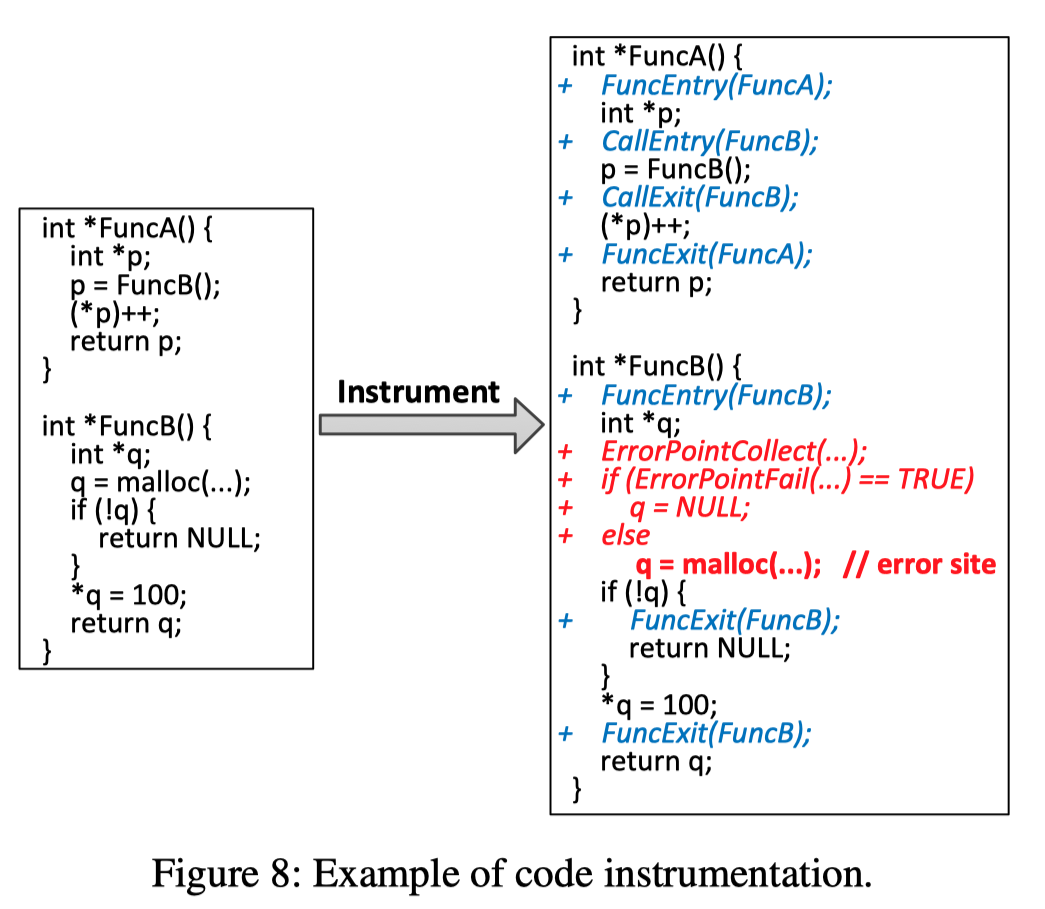 int *FuncA() {
int *p;
p = FuncB();
(*p)++;
return p;
}
int *FuncB() {
int *q;
q = malloc(...);
if (!q) {
return NULL;
}
*q = 100;
return q;
}
Instrument
int *FuncA() {
+ FuncEntry(FuncA);
int *p;
+ CallEntry(FuncB);
p = FuncB();
+ CallExit(FuncB);
(*p)++;
+ FuncExit(FuncA);
return p;
}
int *FuncB() {
+ FuncEntry(FuncB);
int *q;
+ ErrorPointCollect(...);
+ if (ErrorPointFail(...) == TRUE)
+ q = NULL;
+ else
q = malloc(...); // error site
if (!q) {
+ FuncExit(FuncB);
return NULL;
}
*q = 100;
+ FuncExit(FuncB);
return q;
}
Figure 8: Example of code instrumentation.